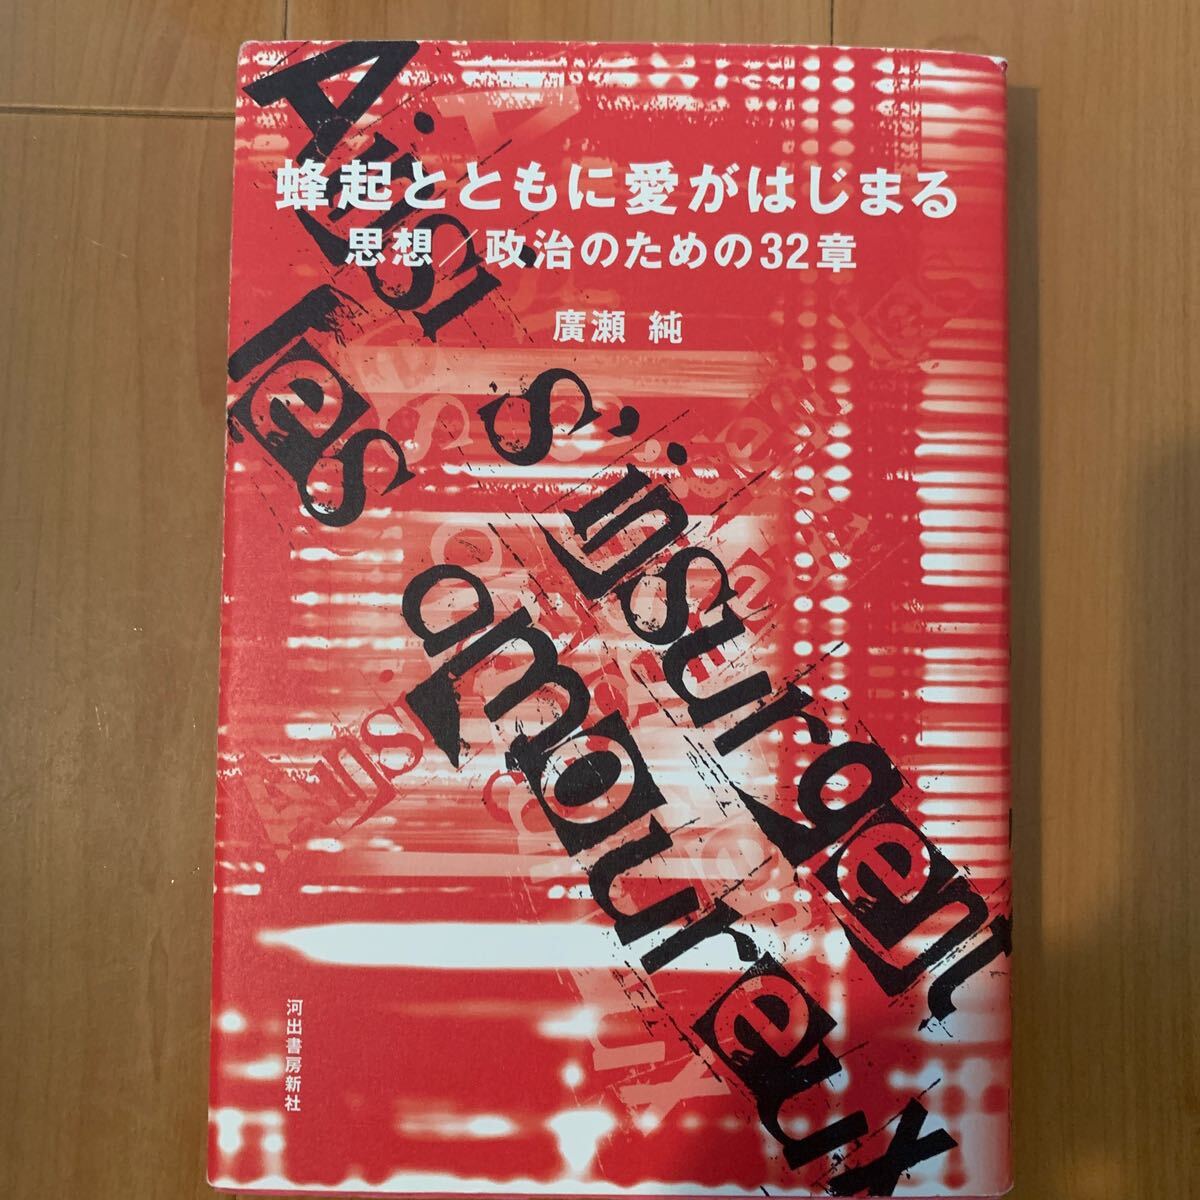 蜂起とともに愛がはじまる
思想／政治のための32章
廣瀬 純
Ainsi
les
amoureux
s'insurgent
河出書房新社